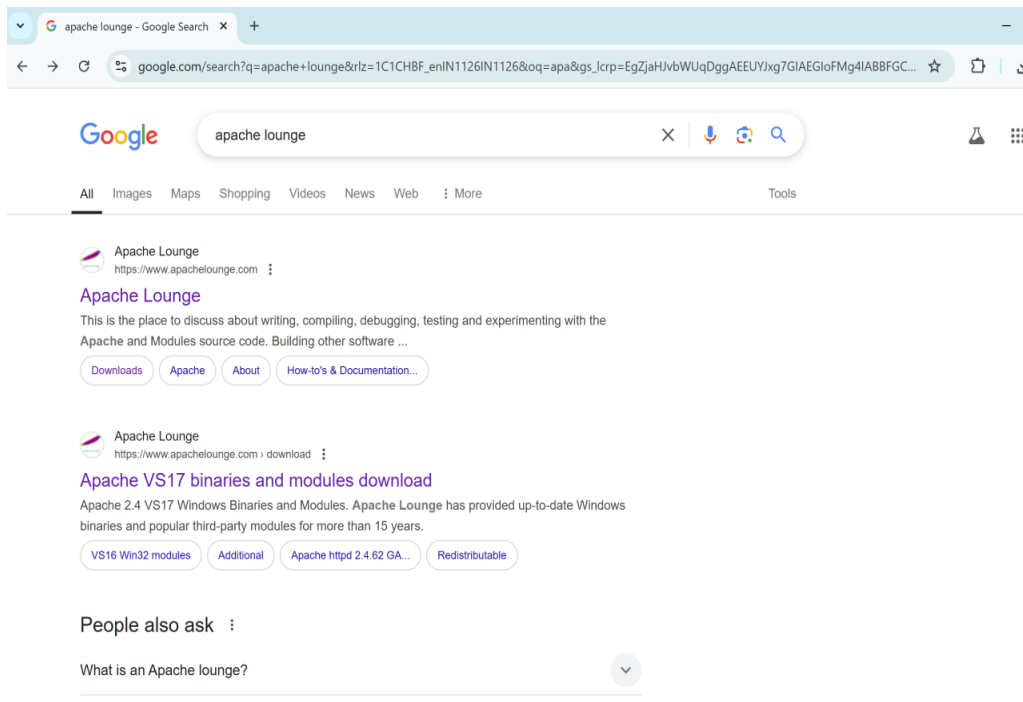 apache lounge - Google Search
google.com/search?q=apache+lounge&rlz=1C1CHBF_enIN1126IN1126&oq=apa&gs_lcrp=EgZjaHJvbWUqDggAEEUYJxg7GIAEGIoFMg4IABBFGC...
Google
apache lounge
All Images Maps Shopping Videos News Web More Tools
Apache Lounge
https://www.apachelounge.com
Apache Lounge
This is the place to discuss about writing, compiling, debugging, testing and experimenting with the
Apache and Modules source code. Building other software ...
Downloads Apache About How-to's & Documentation...
Apache Lounge
https://www.apachelounge.com › download
Apache VS17 binaries and modules download
Apache 2.4 VS17 Windows Binaries and Modules. Apache Lounge has provided up-to-date Windows
binaries and popular third-party modules for more than 15 years.
VS16 Win32 modules Additional Apache httpd 2.4.62 GA... Redistributable
People also ask
What is an Apache lounge?